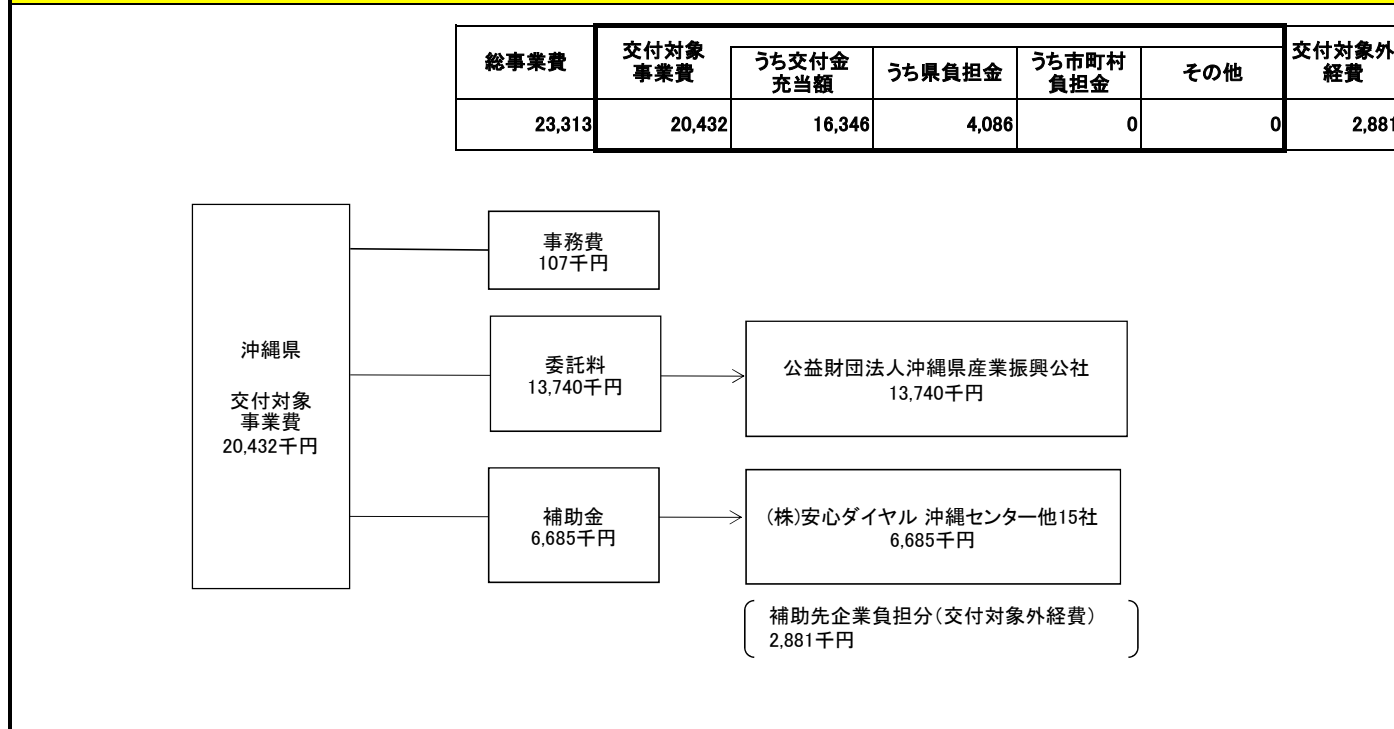 総事業費
交付対象
事業費
うち交付金
充当額
うち県負担金
うち市町村
負担金
その他
交付対象外
経費
23,313
20,432
16,346
4,086
0
0
2,881
沖縄県
交付対象
事業費
20,432千円
事務費
107千円
委託料
13,740千円
公益財団法人沖縄県産業振興公社
13,740千円
補助金
6,685千円
(株)安心ダイヤル 沖縄センター他15社
6,685千円
補助先企業負担分(交付対象外経費)
2,881千円